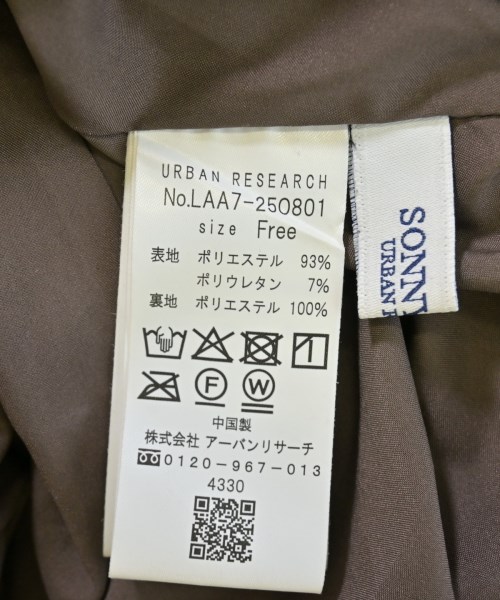 URBAN RESEARCH
No.LAA7-250801
size Free
表地 ポリエステル 93%
ポリウレタン 7%
裏地 ポリエステル 100%
F W
中国製
株式会社 アーバンリサーチ
0120-967-013
4330
SONNY
URBAN